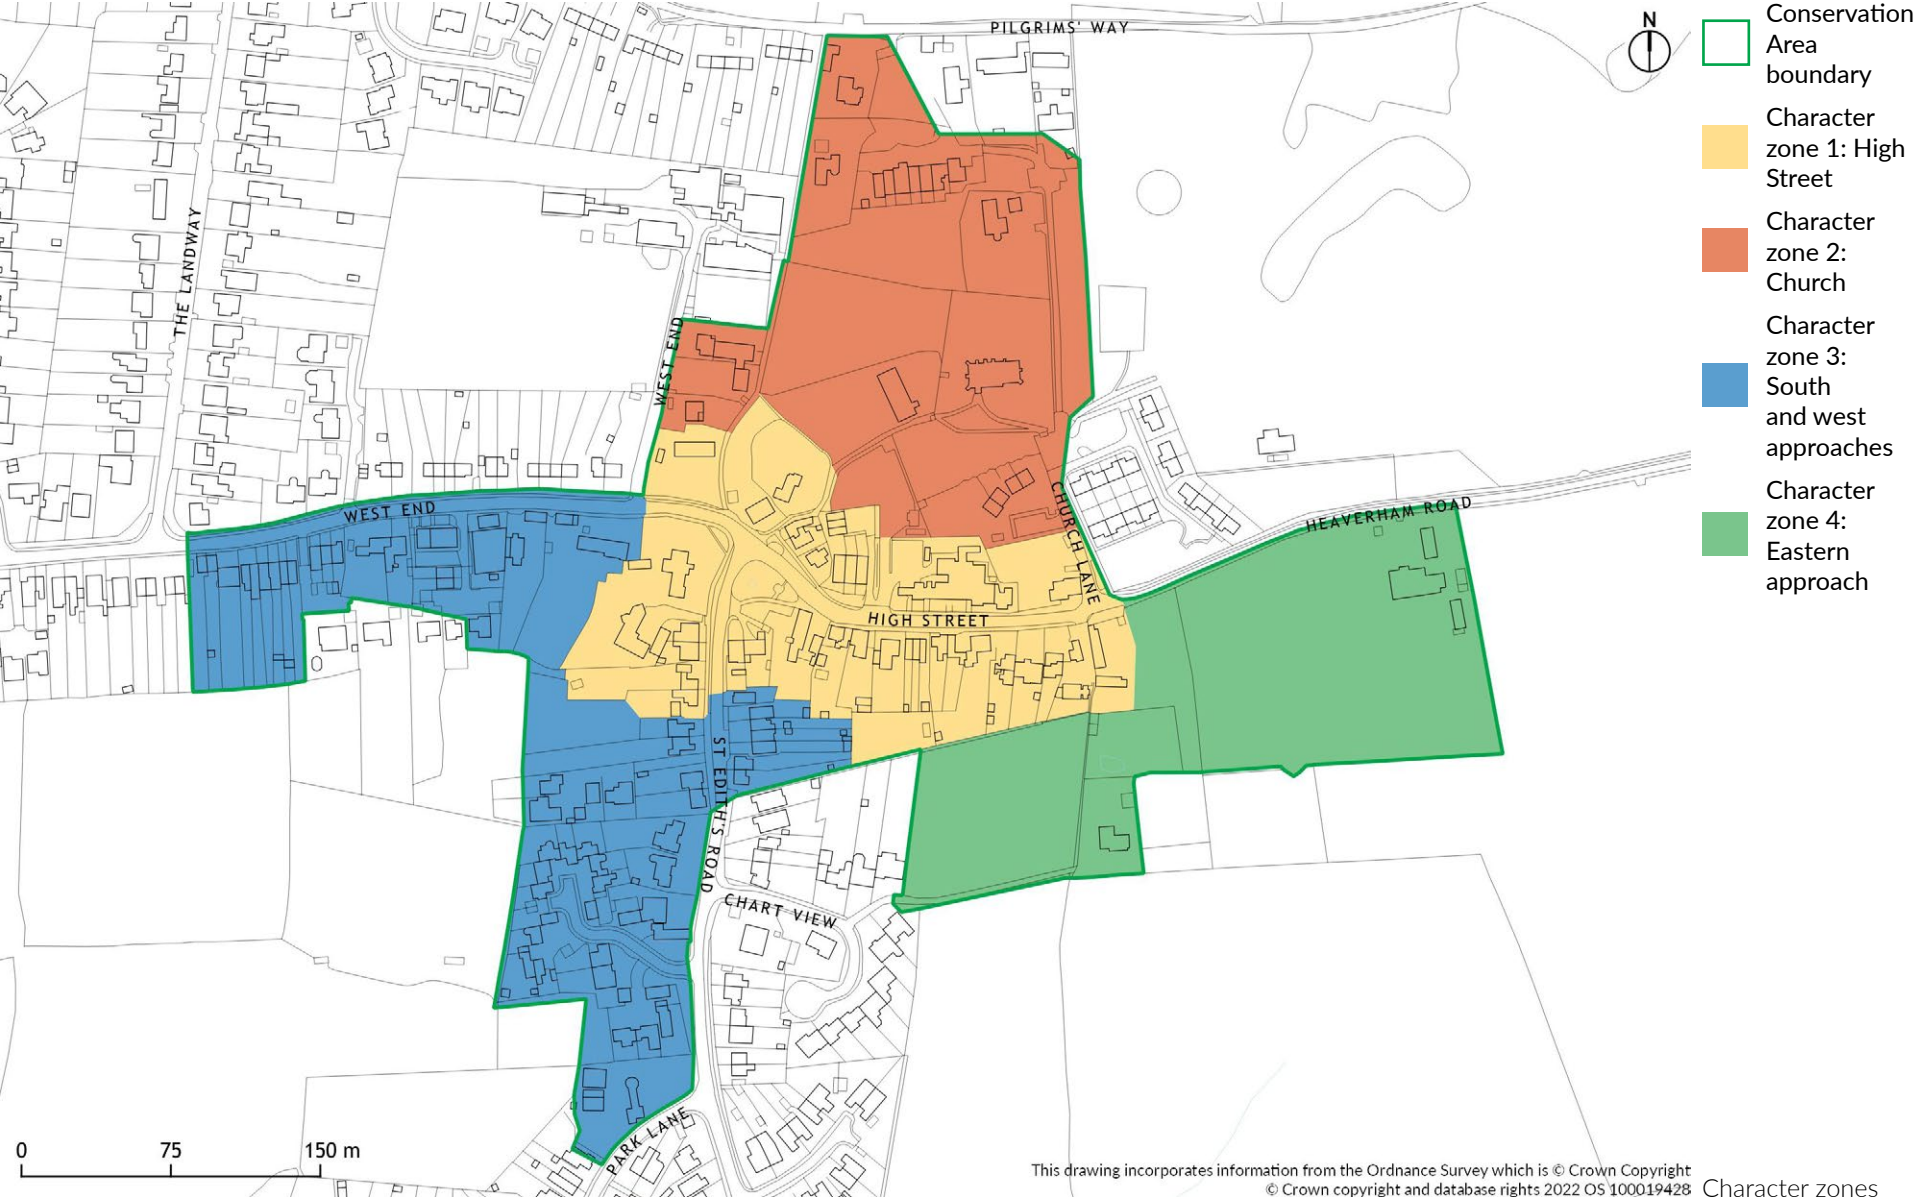 PILGRIMS' WAY
N
THE LANDWAY
WEST END
WEST END
CHURCH LANE
HEAVERHAM ROAD
HIGH STREET
ST EDITH'S ROAD
CHART VIEW
PARK LANE
0 75 150 m
This drawing incorporates information from the Ordnance Survey which is © Crown Copyright
© Crown copyright and database rights 2022 OS 100019428
Conservation
Area
boundary
Character
zone 1: High
Street
Character
zone 2:
Church
Character
zone 3:
South
and west
approaches
Character
zone 4:
Eastern
approach
Character zones